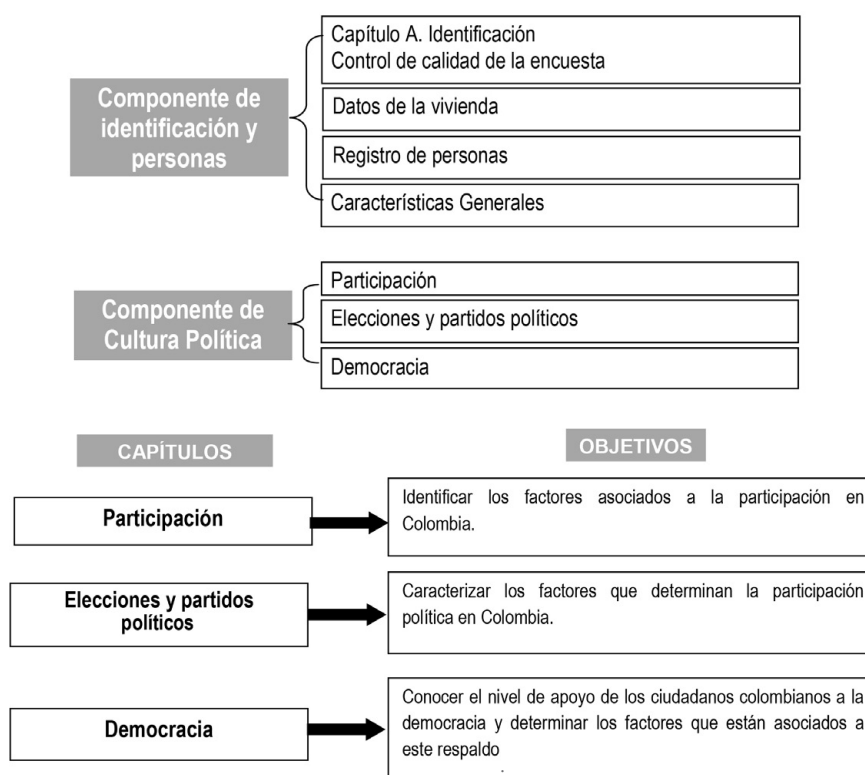 Componente de
identificación y
personas
Capítulo A. Identificación
Control de calidad de la encuesta
Datos de la vivienda
Registro de personas
Características Generales
Componente de
Cultura Política
Participación
Elecciones y partidos políticos
Democracia
CAPÍTULOS
OBJETIVOS
Participación
Identificar los factores asociados a la participación en
Colombia.
Elecciones y partidos
políticos
Caracterizar los factores que determinan la participación
política en Colombia.
Democracia
Conocer el nivel de apoyo de los ciudadanos colombianos a la
democracia y determinar los factores que están asociados a
este respaldo